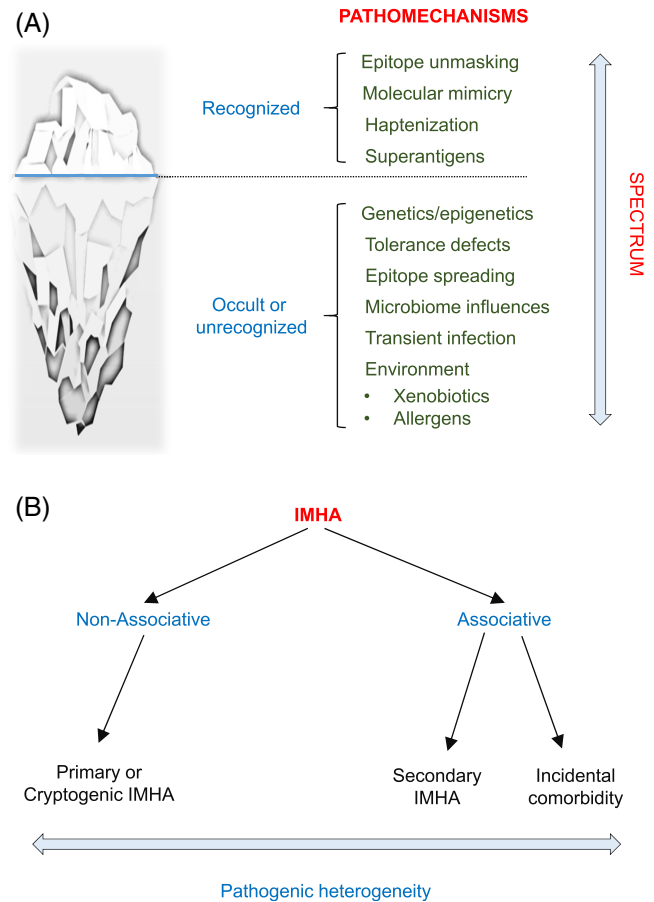 (A)
PATHOMECHANISMS
Recognized
Epitope unmasking
Molecular mimicry
Haptenization
Superantigens
Occult or
unrecognized
Genetics/epigenetics
Tolerance defects
Epitope spreading
Microbiome influences
Transient infection
Environment
• Xenobiotics
• Allergens
SPECTRUM
(B)
IMHA
Non-Associative
Associative
Primary or
Cryptogenic IMHA
Secondary
IMHA
Incidental
comorbidity
Pathogenic heterogeneity